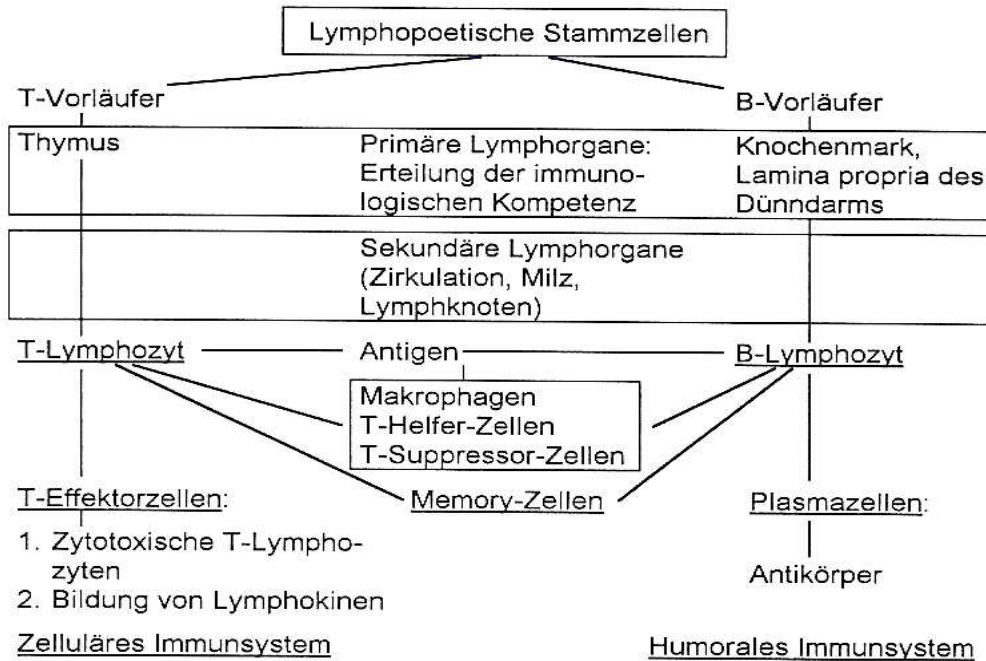 Lymphopoetische Stammzellen
T-Vorläufer
B-Vorläufer
Thymus
Primäre Lymphorgane:
Erteilung der immuno-
logischen Kompetenz
Knochenmark,
Lamina propria des
Dünndarms
Sekundäre Lymphorgane
(Zirkulation, Milz,
Lymphknoten)
T-Lymphozyt
Antigen
B-Lymphozyt
Makrophagen
T-Helfer-Zellen
T-Suppressor-Zellen
T-Effektorzellen:
Memory-Zellen
Plasmazellen:
1. Zytotoxische T-Lympho-
zyten
2. Bildung von Lymphokinen
Antikörper
Zelluläres Immunsystem
Humorales Immunsystem